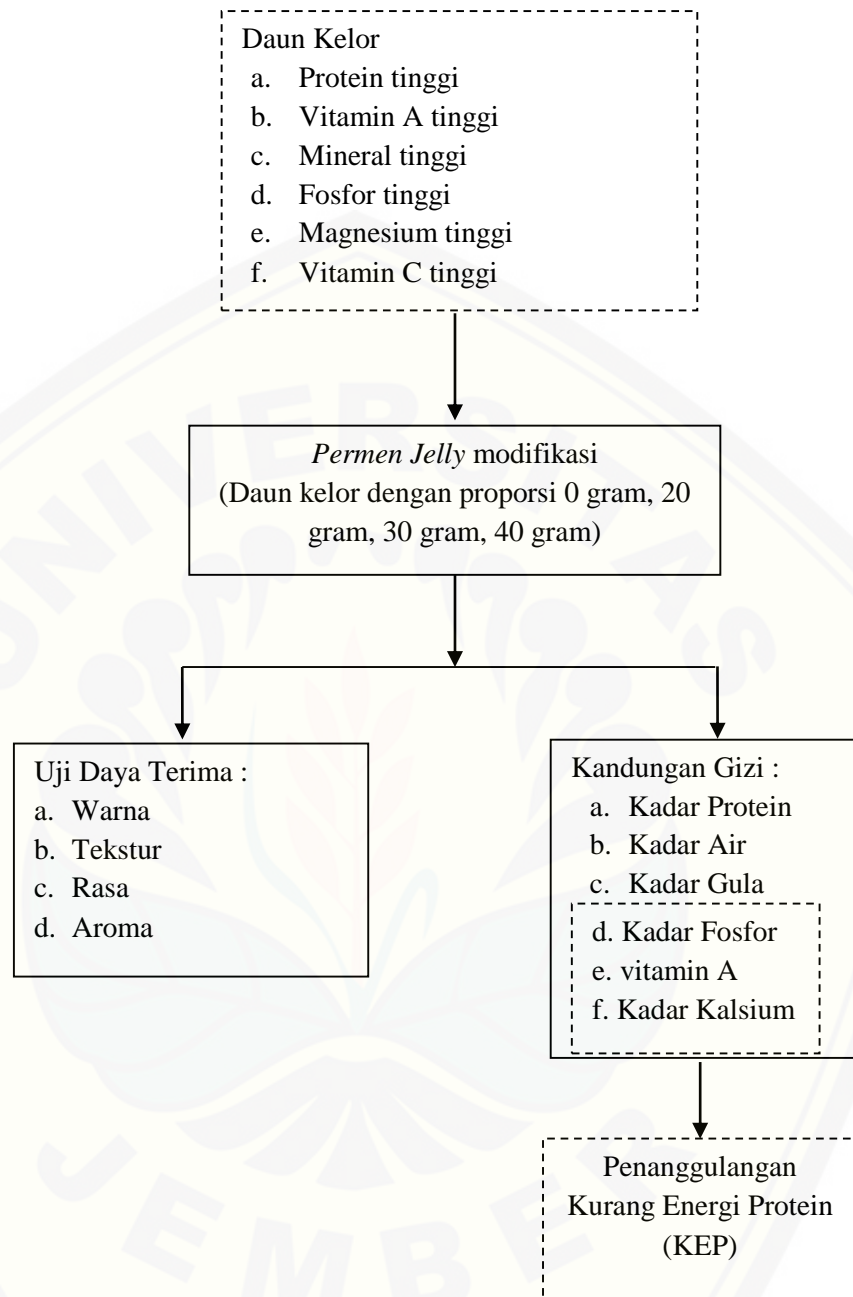 Daun Kelor
a. Protein tinggi
b. Vitamin A tinggi
c. Mineral tinggi
d. Fosfor tinggi
e. Magnesium tinggi
f. Vitamin C tinggi
Permen Jelly modifikasi
(Daun kelor dengan proporsi 0 gram, 20
gram, 30 gram, 40 gram)
Uji Daya Terima :
a. Warna
b. Tekstur
c. Rasa
d. Aroma
Kandungan Gizi :
a. Kadar Protein
b. Kadar Air
c. Kadar Gula
d. Kadar Fosfor
e. vitamin A
f. Kadar Kalsium
Penanggulangan
Kurang Energi Protein
(KEP)
UNIVERSITAS
JEMBER